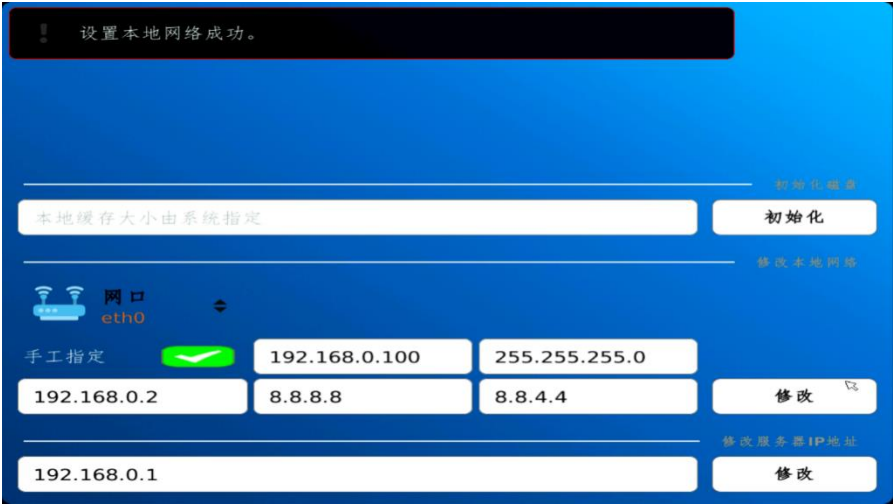 ! 设置本地网络成功。
初始化磁盘
本地缓存大小由系统指定 初始化
修改本地网络
网口
eth0
手工指定 192.168.0.100 255.255.255.0
192.168.0.2 8.8.8.8 8.8.4.4 修改
修改服务器IP地址
192.168.0.1 修改